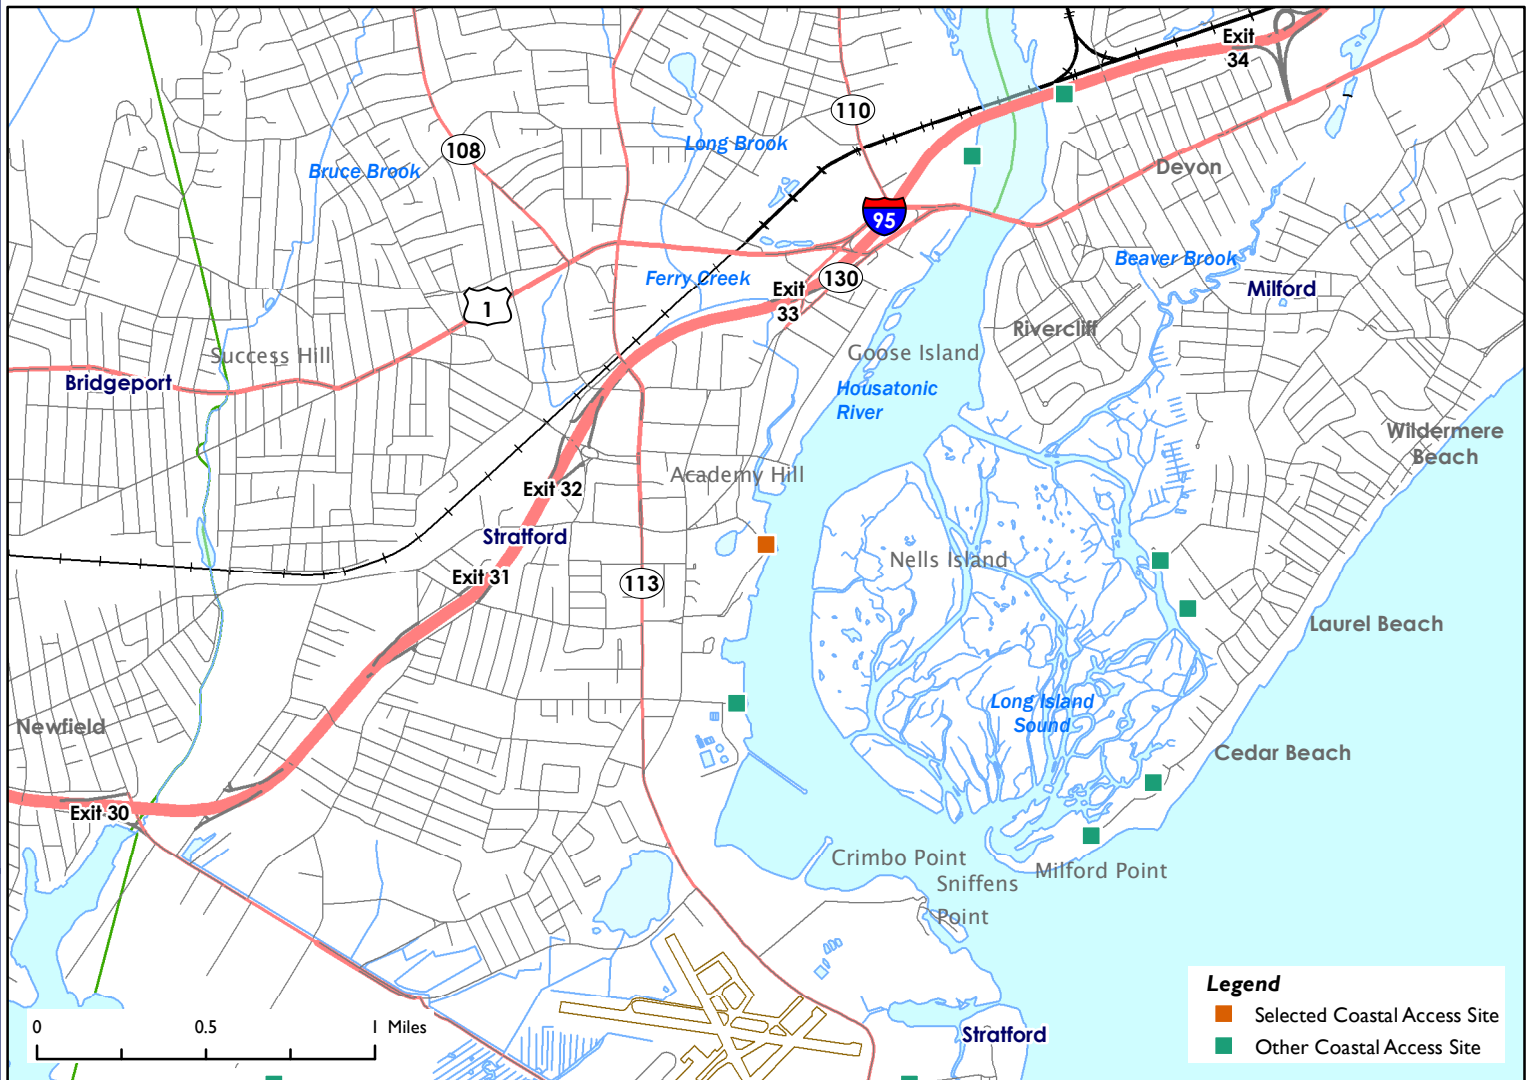 Exit
34
110
108
Long Brook
Bruce Brook
Devon
95
Beaver Brook
Ferry Creek
130
Milford
Exit
33
1
Rivercliff
Success Hill
Goose Island
Bridgeport
Housatonic
River
Wildermere
Beach
Academy Hill
Exit 32
Stratford
Nells Island
Exit 31
113
Laurel Beach
Long Island
Sound
Newfield
Cedar Beach
Exit 30
Crimbo Point
Milford Point
Sniffens
Point
Legend
Selected Coastal Access Site
Other Coastal Access Site
0 0.5 1 Miles
Stratford